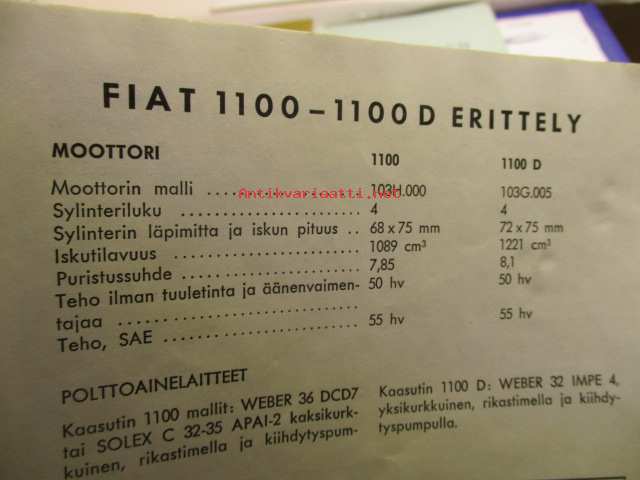 FIAT 1100 – 1100 D ERITTELY
MOOTTORI 1100 1100 D
Moottorin malli .................... 103H.000 103G.005
Antikvariaatti.net
Sylinteriluku ........................ 4 4
Sylinterin läpimitta ja iskun pituus .. 68 x 75 mm 72 x 75 mm
Iskutilavuus ........................ 1089 cm³ 1221 cm³
Puristussuhde ........................ 7,85 8,1
Teho ilman tuuletinta ja äänenvaimen- 50 hv 50 hv
tajaa ................................
Teho, SAE ........................ 55 hv 55 hv
POLTTOAINELAITTEET
Kaasutin 1100 mallit: WEBER 36 DCD7
tai SOLEX C 32-35 APAI-2 kaksikurk-
kuinen, rikastimella ja kiihdytyspum-
Kaasutin 1100 D: WEBER 32 IMPE 4,
yksikurkkuinen, rikastimella ja kiihdy-
tyspumpulla.